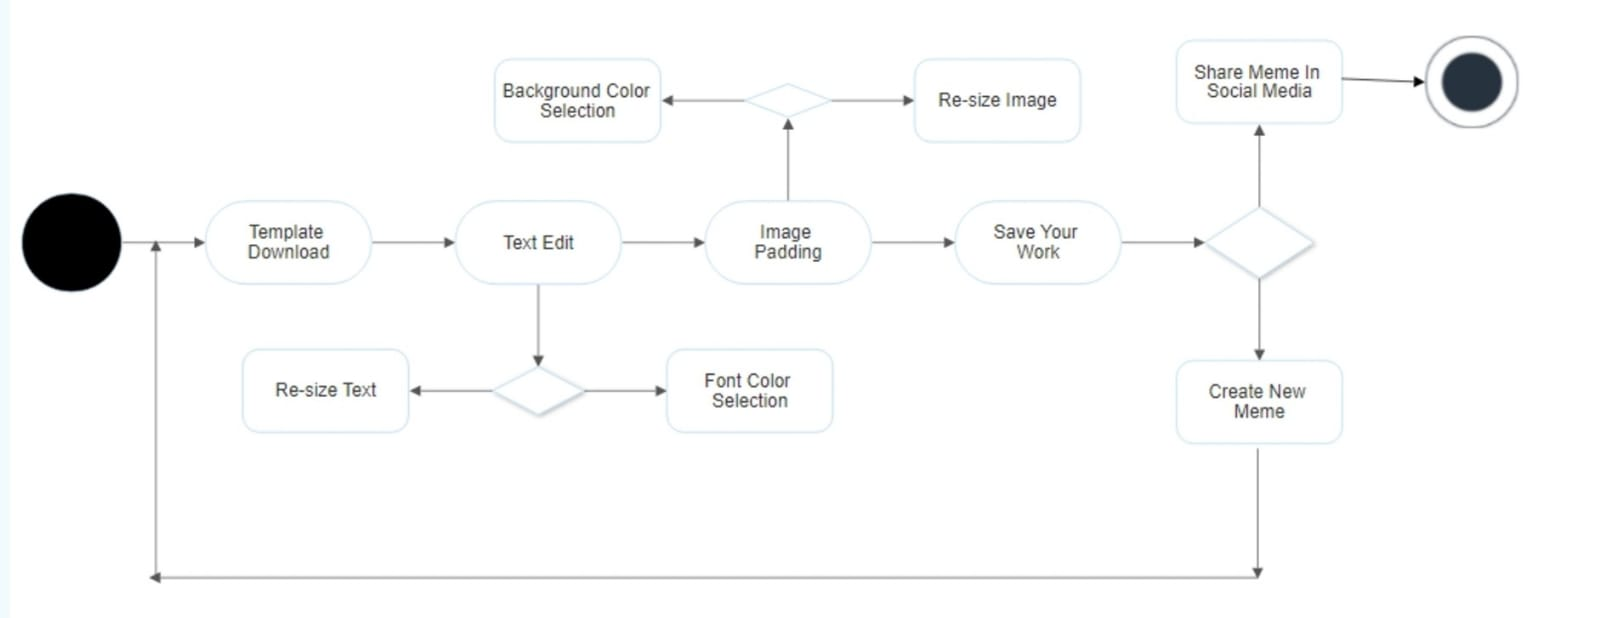 Share Meme In
Social Media
Background Color
Selection
Re-size Image
Template
Download
Text Edit
Image
Padding
Save Your
Work
Re-size Text
Font Color
Selection
Create New
Meme